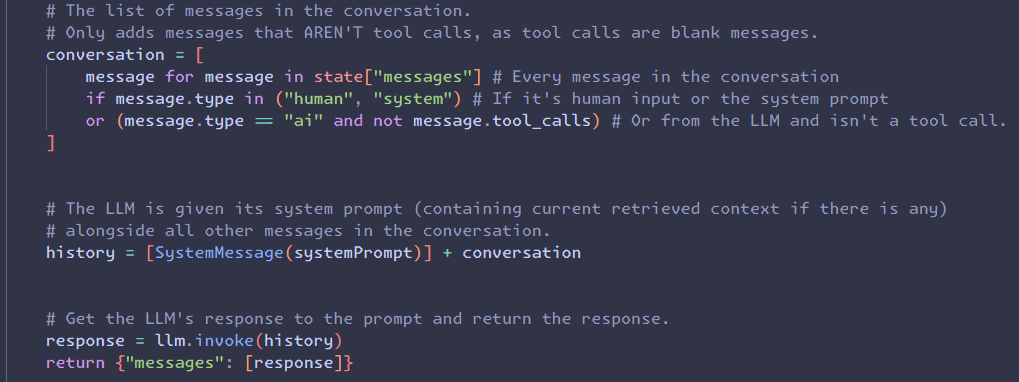 # The list of messages in the conversation.
# Only adds messages that AREN'T tool calls, as tool calls are blank messages.
conversation = [
    message for message in state["messages"] # Every message in the conversation
    if message.type in ("human", "system") # If it's human input or the system prompt
    or (message.type == "ai" and not message.tool_calls) # Or from the LLM and isn't a tool call.
]
# The LLM is given its system prompt (containing current retrieved context if there is any)
# alongside all other messages in the conversation.
history = [SystemMessage(systemPrompt)] + conversation
# Get the LLM's response to the prompt and return the response.
response = llm.invoke(history)
return {"messages": [response]}